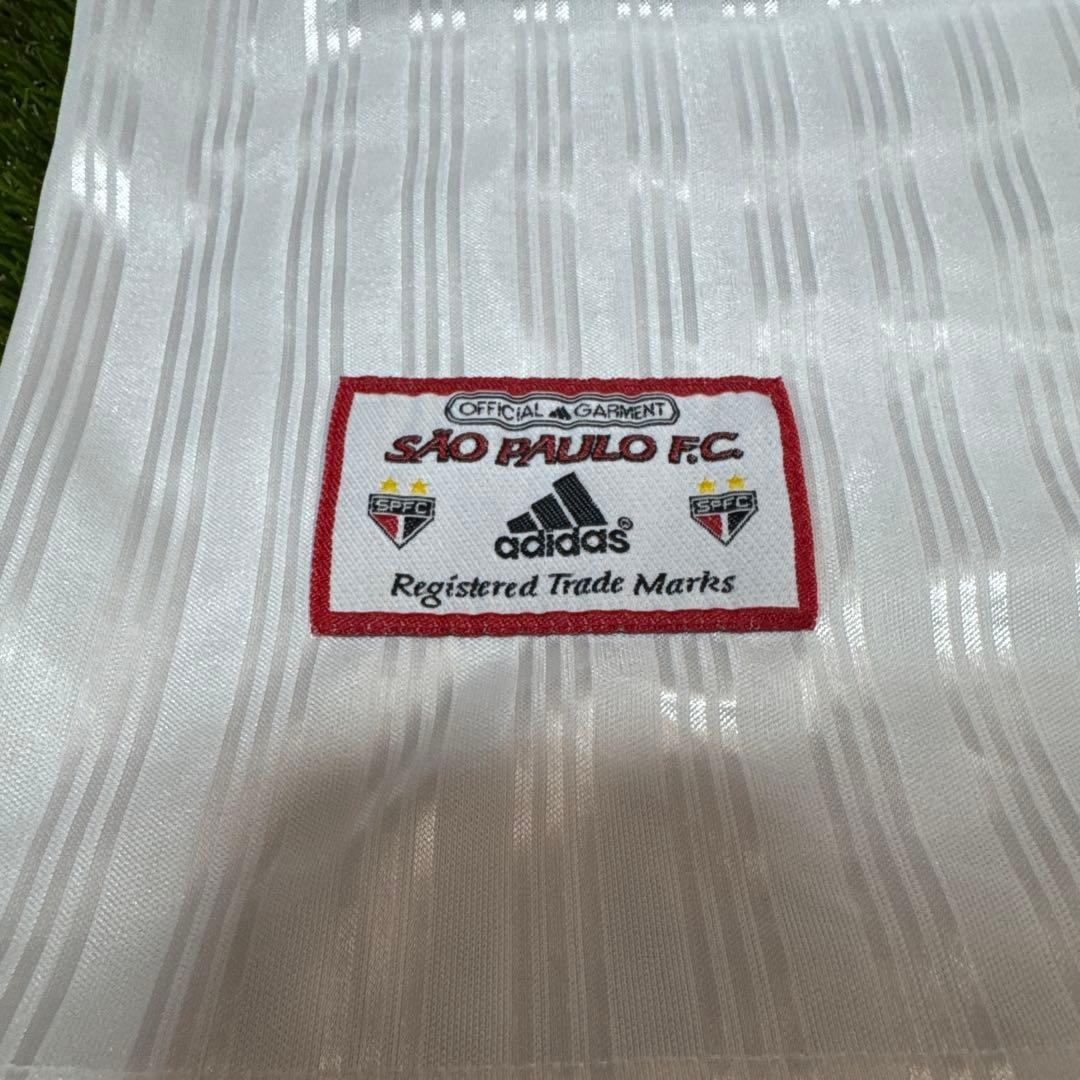 OFFICIAL GARMENT
SÃO PAULO F.C.
SPFC SPFC
adidas®
Registered Trade Marks